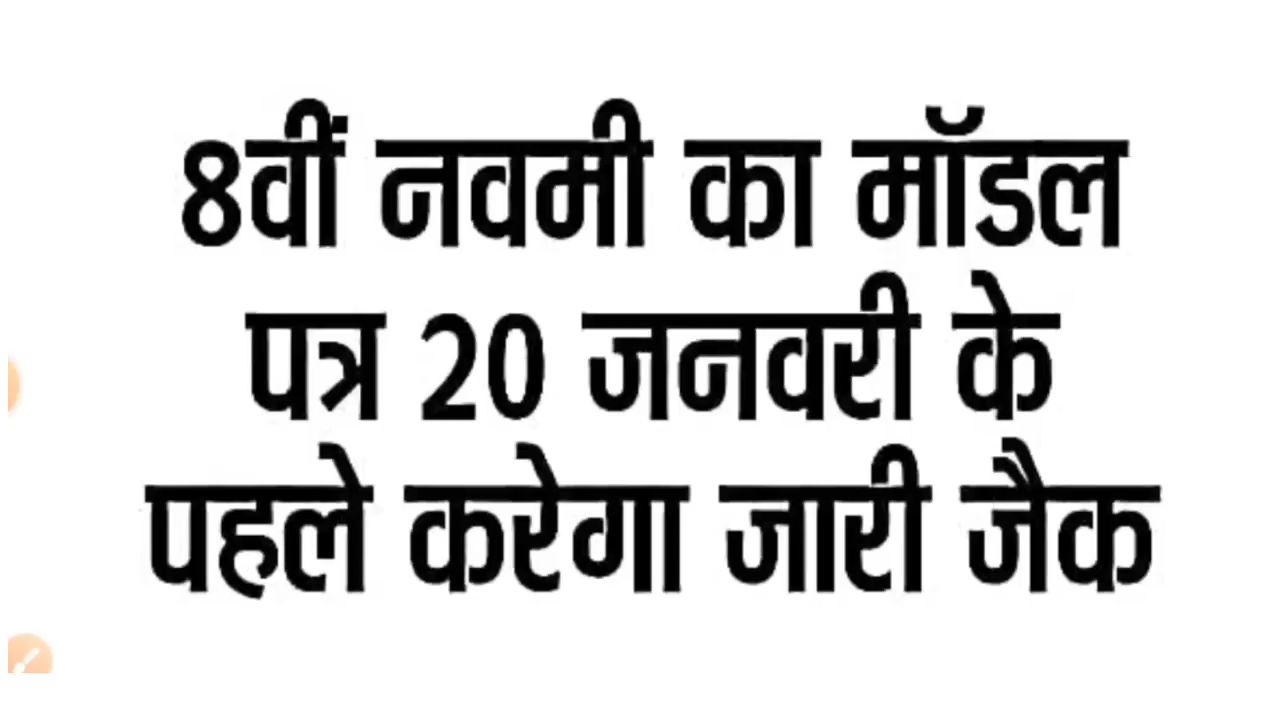 8वीं नवमी का मॉडल
पत्र 20 जनवरी के
पहले करेगा जारी जैक